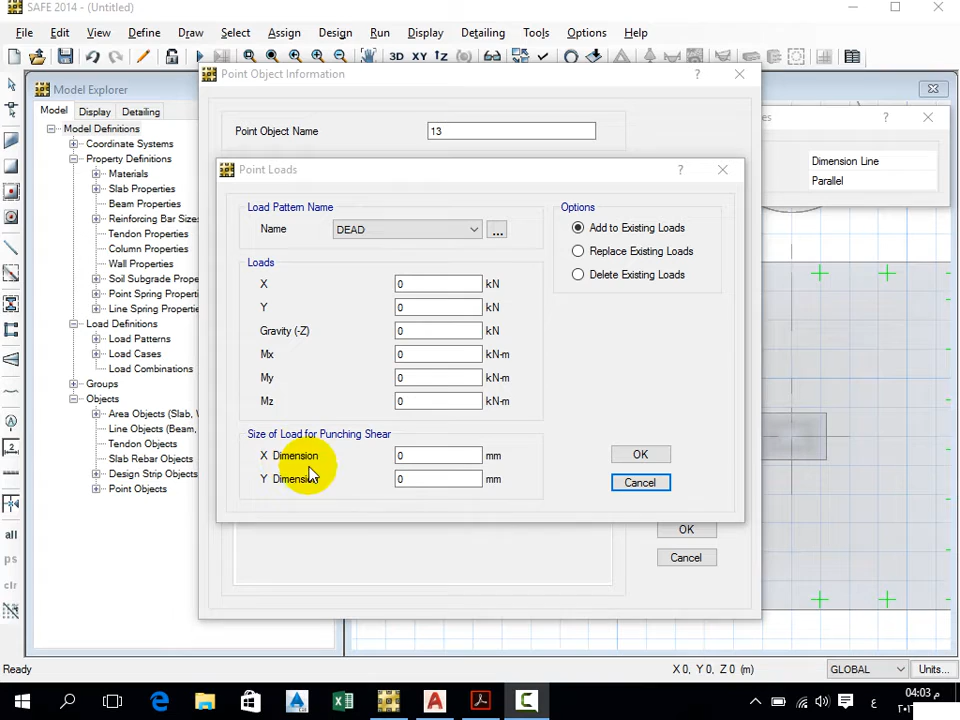 SAFE 2014 - (Untitled)
File Edit View Define Draw Select Assign Design Run Display Detailing Tools Options Help
3D XY
Model Explorer
Model Display Detailing
Model Definitions
Coordinate Systems
Property Definitions
Materials
Slab Properties
Beam Properties
Reinforcing Bar Sizes
Tendon Properties
Column Properties
Wall Properties
Soil Subgrade Prope
Point Spring Properti
Line Spring Propertie
Load Definitions
Load Patterns
Load Cases
Load Combinations
Groups
Objects
Area Objects (Slab, W
Line Objects (Beam,
Tendon Objects
Slab Rebar Objects
Design Strip Objects
Point Objects
all
ps
clr
Point Object Information ?
Point Object Name 13
OK
Cancel
es ?
Dimension Line
Parallel
Point Loads ?
Load Pattern Name
Name DEAD ...
Loads
X 0 kN
Y 0 kN
Gravity (-Z) 0 kN
Mx 0 kN-m
My 0 kN-m
Mz 0 kN-m
Size of Load for Punching Shear
X Dimension 0 mm
Y Dimension 0 mm
Options
Add to Existing Loads
Replace Existing Loads
Delete Existing Loads
OK
Cancel
Ready X 0, Y 0, Z 0 (m) GLOBAL Units...
ع
04:03 م